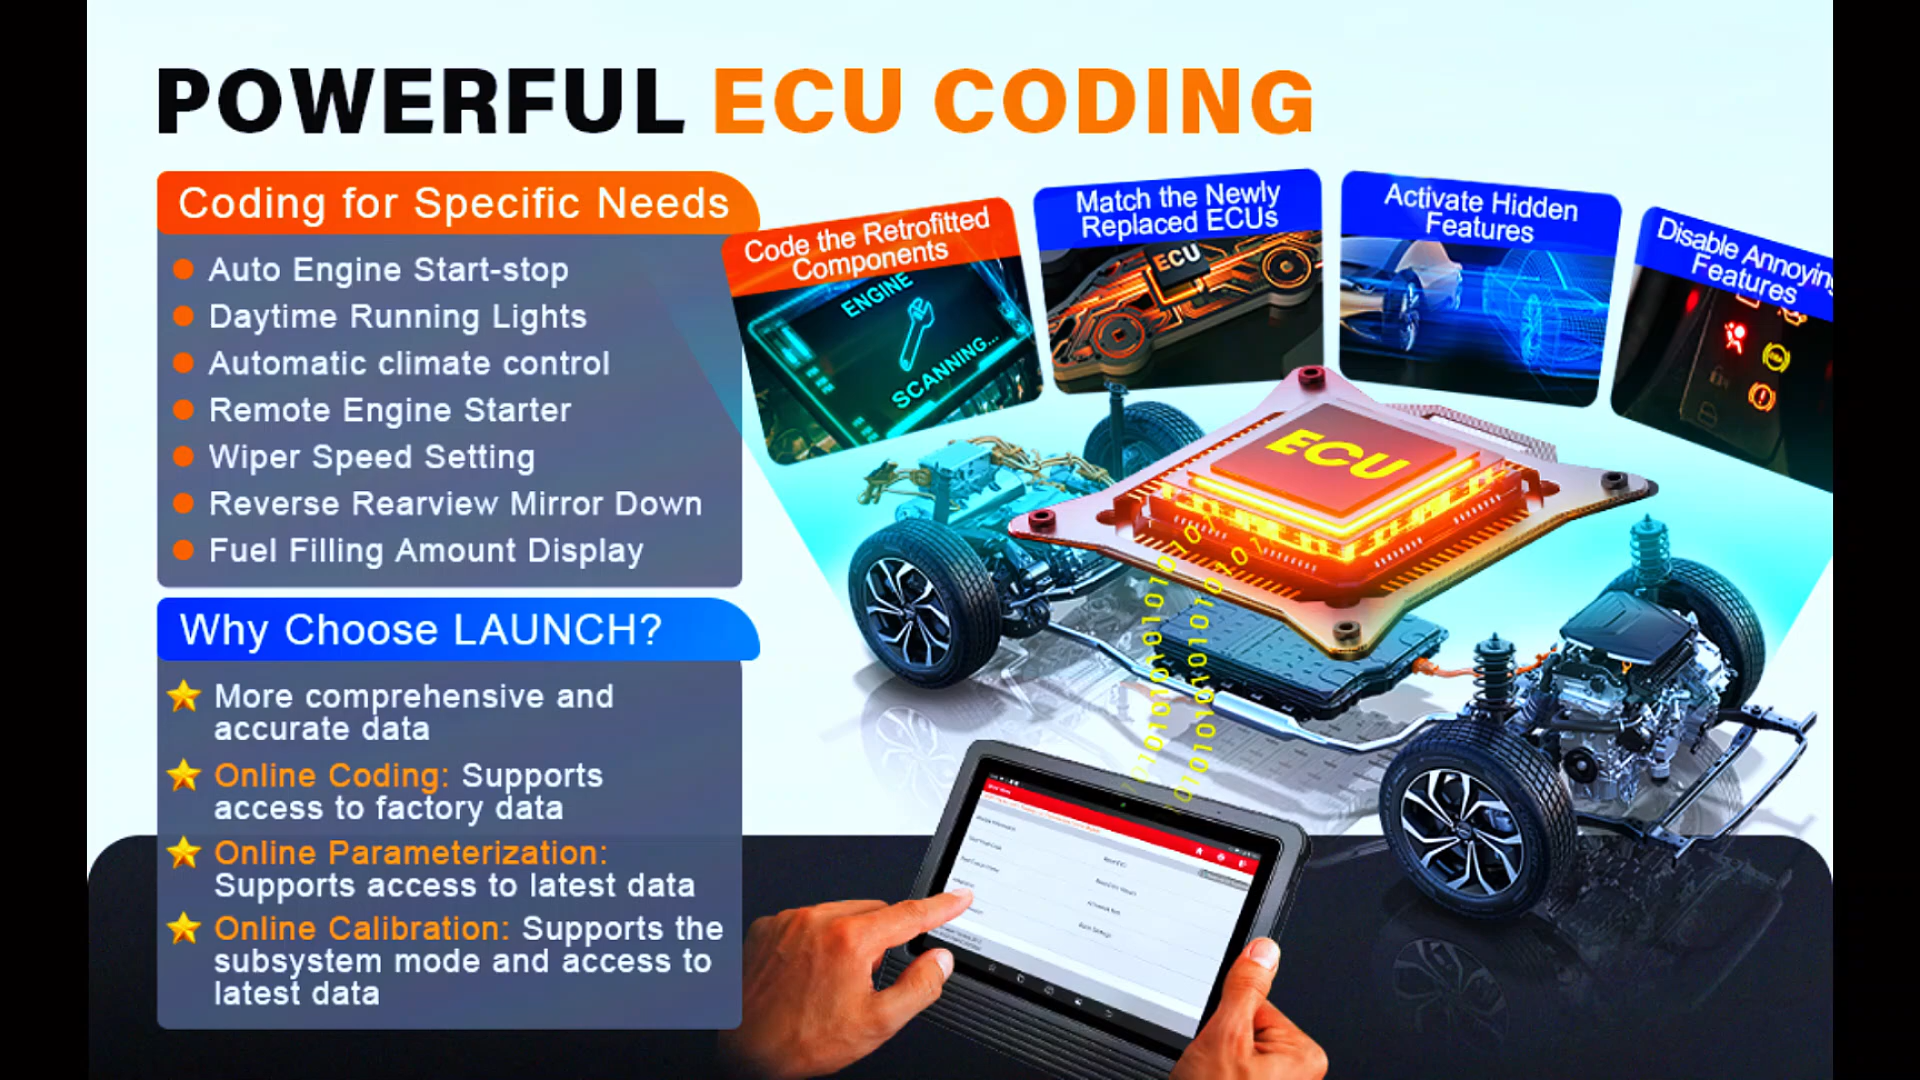 POWERFUL ECU CODING
Coding for Specific Needs
Auto Engine Start-stop
Daytime Running Lights
Automatic climate control
Remote Engine Starter
Wiper Speed Setting
Reverse Rearview Mirror Down
Fuel Filling Amount Display
Why Choose LAUNCH?
More comprehensive and
accurate data
Online Coding: Supports
access to factory data
Online Parameterization:
Supports access to latest data
Online Calibration: Supports the
subsystem mode and access to
latest data
Code the Retrofitted
Components
ENGINE
SCANNING...
Match the Newly
Replaced ECUs
ECU
Activate Hidden
Features
Disable Annoying
Features
ECU